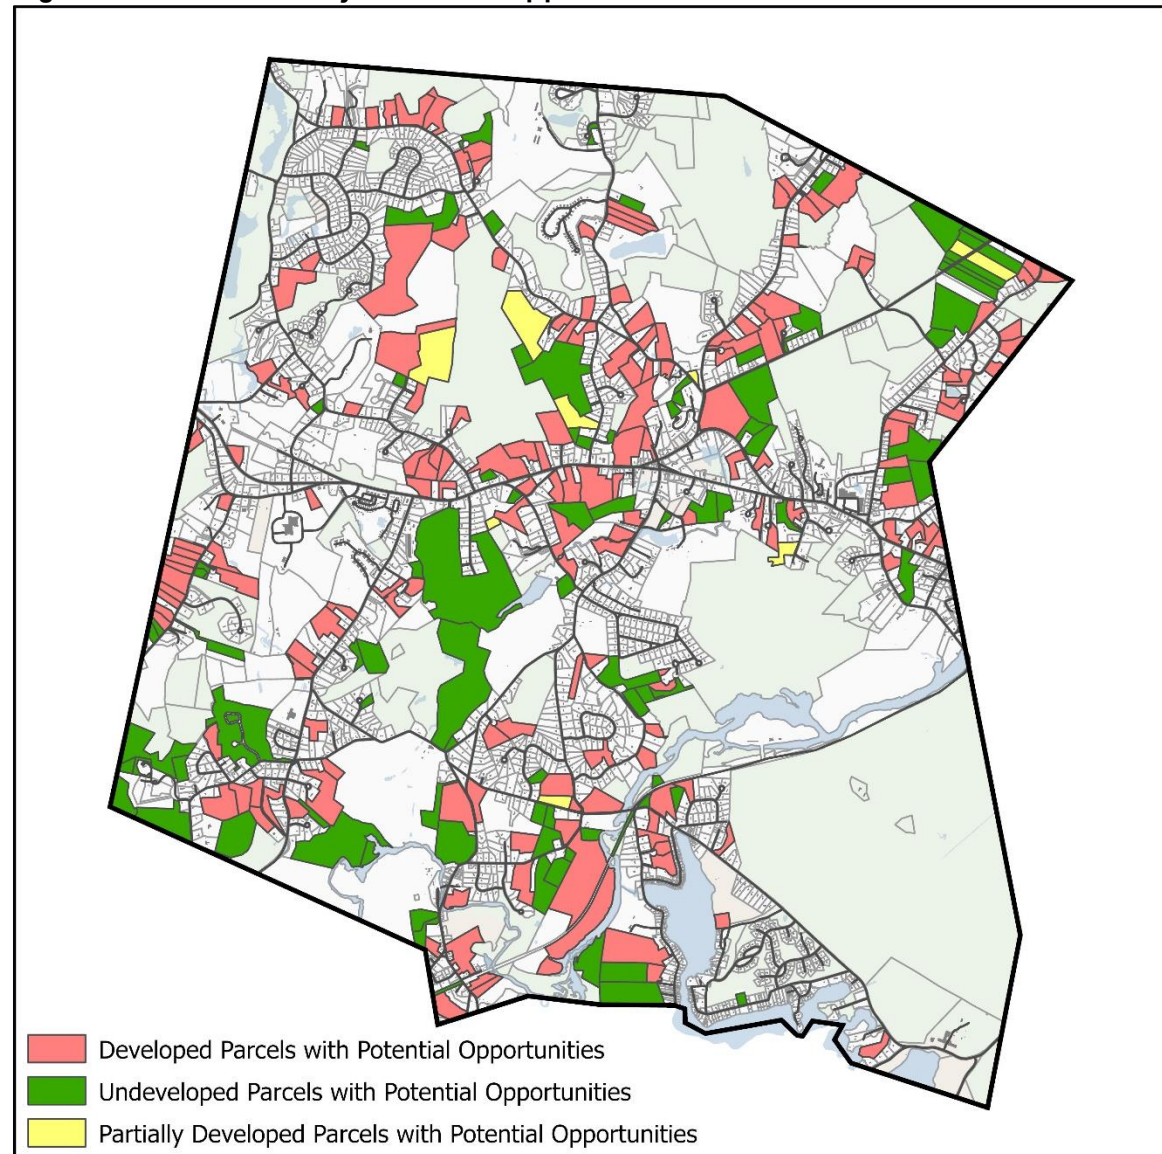 Developed Parcels with Potential Opportunities
Undeveloped Parcels with Potential Opportunities
Partially Developed Parcels with Potential Opportunities